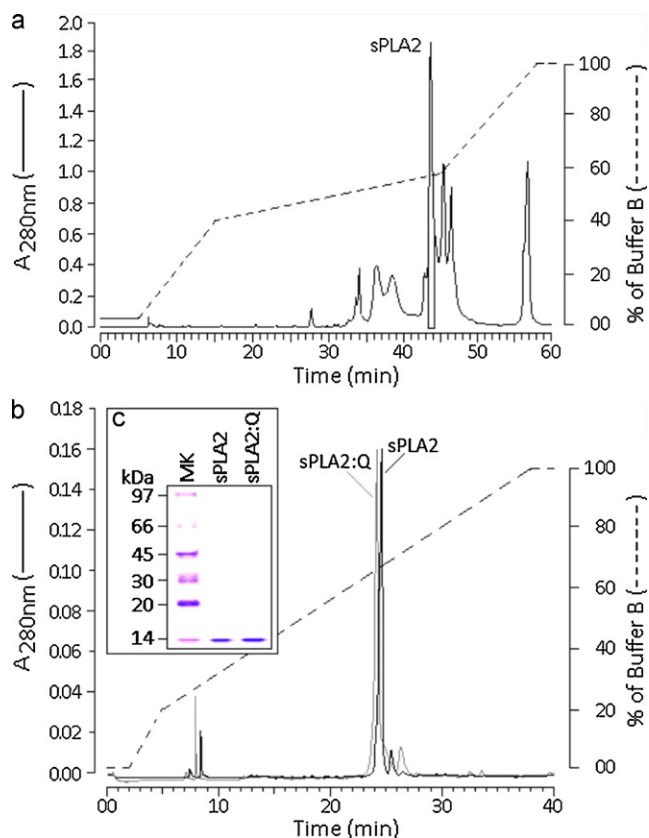 a
2.0
1.8
1.6
1.4
1.2
1.0
0.8
0.6
0.4
0.2
0.0
A280nm (——)
sPLA2
100
80
60
40
20
00
% of Buffer B (-----)
00 10 20 30 40 50 60
Time (min)
b
0.18
0.16
0.14
0.12
0.10
0.08
0.06
0.04
0.02
0.00
A280nm (——)
c
kDa
MK
sPLA2
sPLA2:Q
97
66
45
30
20
14
sPLA2:Q
sPLA2
100
80
60
40
20
00
% of Buffer B (-----)
00 10 20 30 40
Time (min)